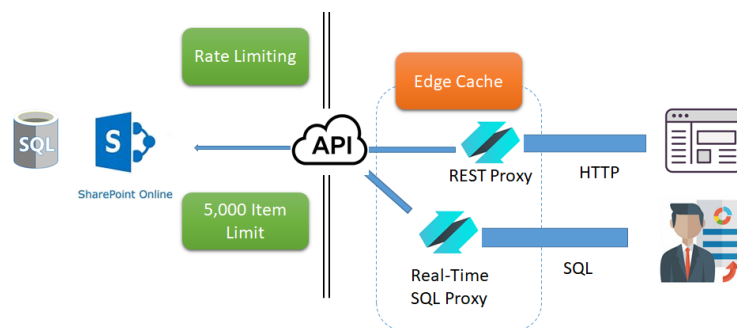 Rate Limiting
Edge Cache
SQL
S
SharePoint Online
API
REST Proxy
HTTP
5,000 Item
Limit
Real-Time
SQL Proxy
SQL